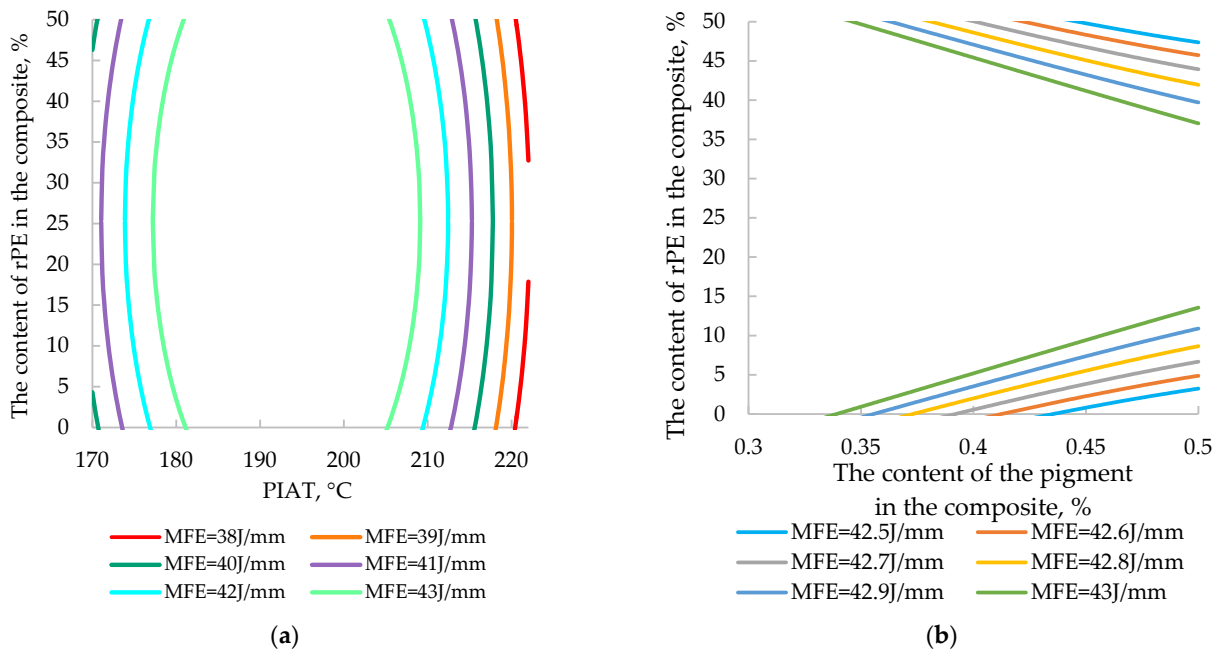 The content of rPE in the composite, %
50
45
40
35
30
25
20
15
10
5
0
170
180
190
200
210
220
PIAT, °C
MFE=38J/mm
MFE=39J/mm
MFE=40J/mm
MFE=41J/mm
MFE=42J/mm
MFE=43J/mm
(a)
The content of rPE in the composite, %
50
45
40
35
30
25
20
15
10
5
0
0.3
0.35
0.4
0.45
0.5
The content of the pigment
in the composite, %
MFE=42.5J/mm
MFE=42.6J/mm
MFE=42.7J/mm
MFE=42.8J/mm
MFE=42.9J/mm
MFE=43J/mm
(b)